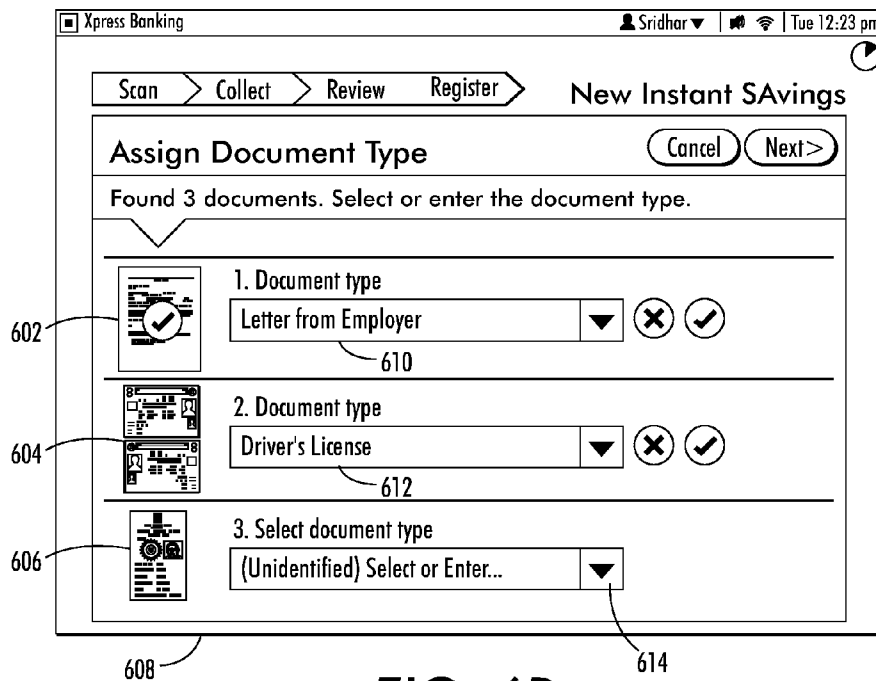 Xpress Banking Sridhar Tue 12:23 pm
Scan Collect Review Register New Instant SAvings
Assign Document Type Cancel Next>
Found 3 documents. Select or enter the document type.
1. Document type
Letter from Employer
602
610
2. Document type
Driver's License
604
612
3. Select document type
606
(Unidentified) Select or Enter...
608
614